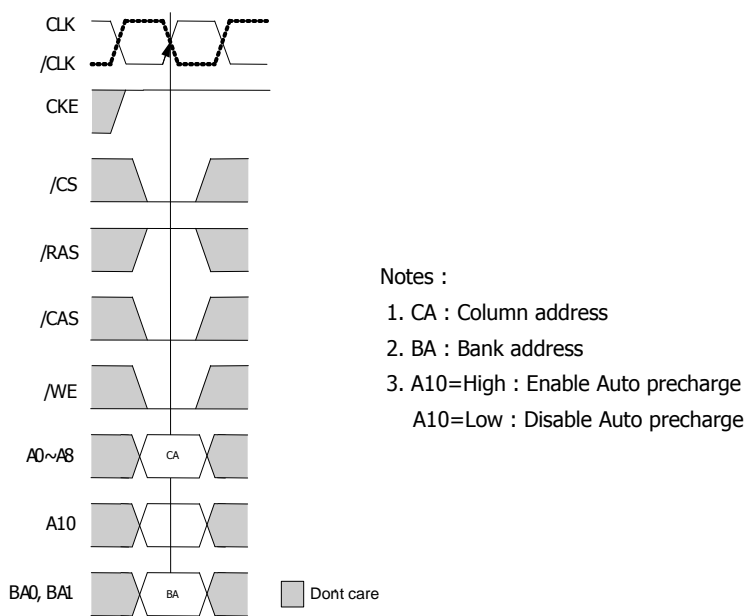 CLK
/CLK
CKE
/CS
/RAS
/CAS
/WE
A0~A8
CA
A10
BA0, BA1
BA
Dont care
Notes :
1. CA : Column address
2. BA : Bank address
3. A10=High : Enable Auto precharge
A10=Low : Disable Auto precharge